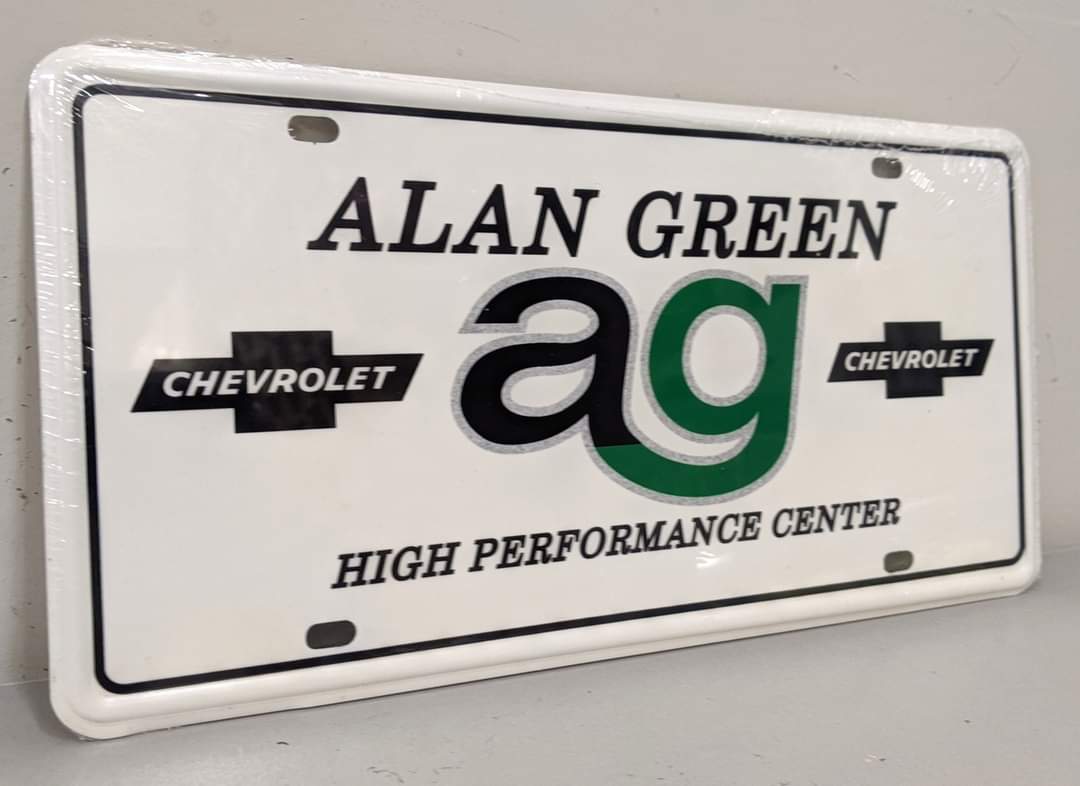 ALAN GREEN
ag
CHEVROLET
CHEVROLET
HIGH PERFORMANCE CENTER